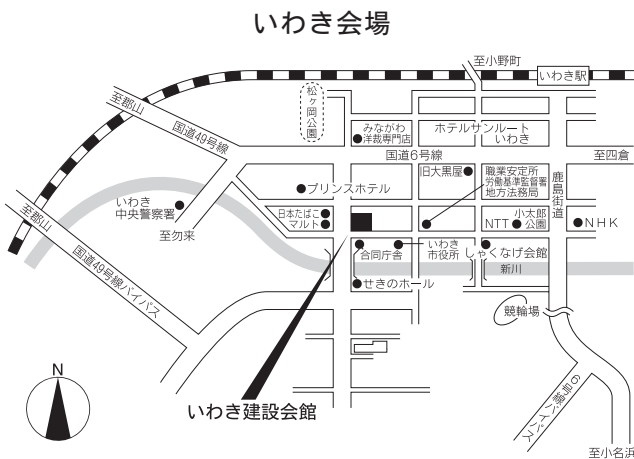 いわき会場
至小野町
いわき駅
松ヶ岡公園
至郡山
国道49号線
みながわ
洋裁専門店
ホテルサンルート
いわき
国道6号線
至四倉
旧大黒屋
職業安定所
労働基準監督署
地方法務局
鹿島街道
プリンスホテル
いわき
中央警察署
日本たばこ
マルト
小太郎
公園
NTT
NHK
至郡山
至勿来
合同庁舎
いわき
市役所
しゃくなげ会館
新川
国道49号線バイパス
せきのホール
競輪場
N
いわき建設会館
6号線バイパス
至小名浜